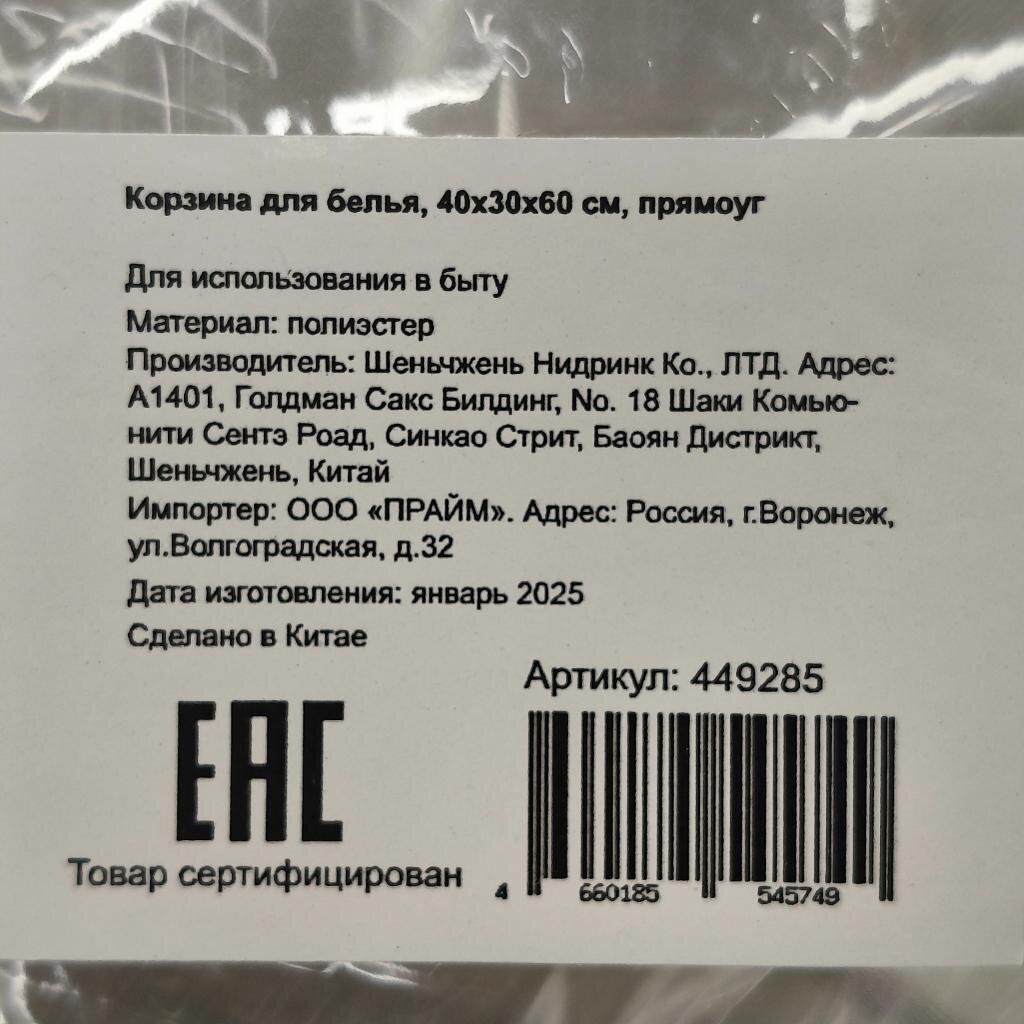 Корзина для белья, 40х30х60 см, прямоуг
Для использования в быту
Материал: полиэстер
Производитель: Шеньчжень Нидринк Ко., ЛТД. Адрес:
А1401, Голдман Сакс Билдинг, No. 18 Шаки Комью-
нити Сентэ Роад, Синкао Стрит, Баоян Дистрикт,
Шеньчжень, Китай
Импортер: ООО «ПРАЙМ». Адрес: Россия, г.Воронеж,
ул.Волгоградская, д.32
Дата изготовления: январь 2025
Сделано в Китае
Артикул: 449285
EAC
Товар сертифицирован
4 660185 545749